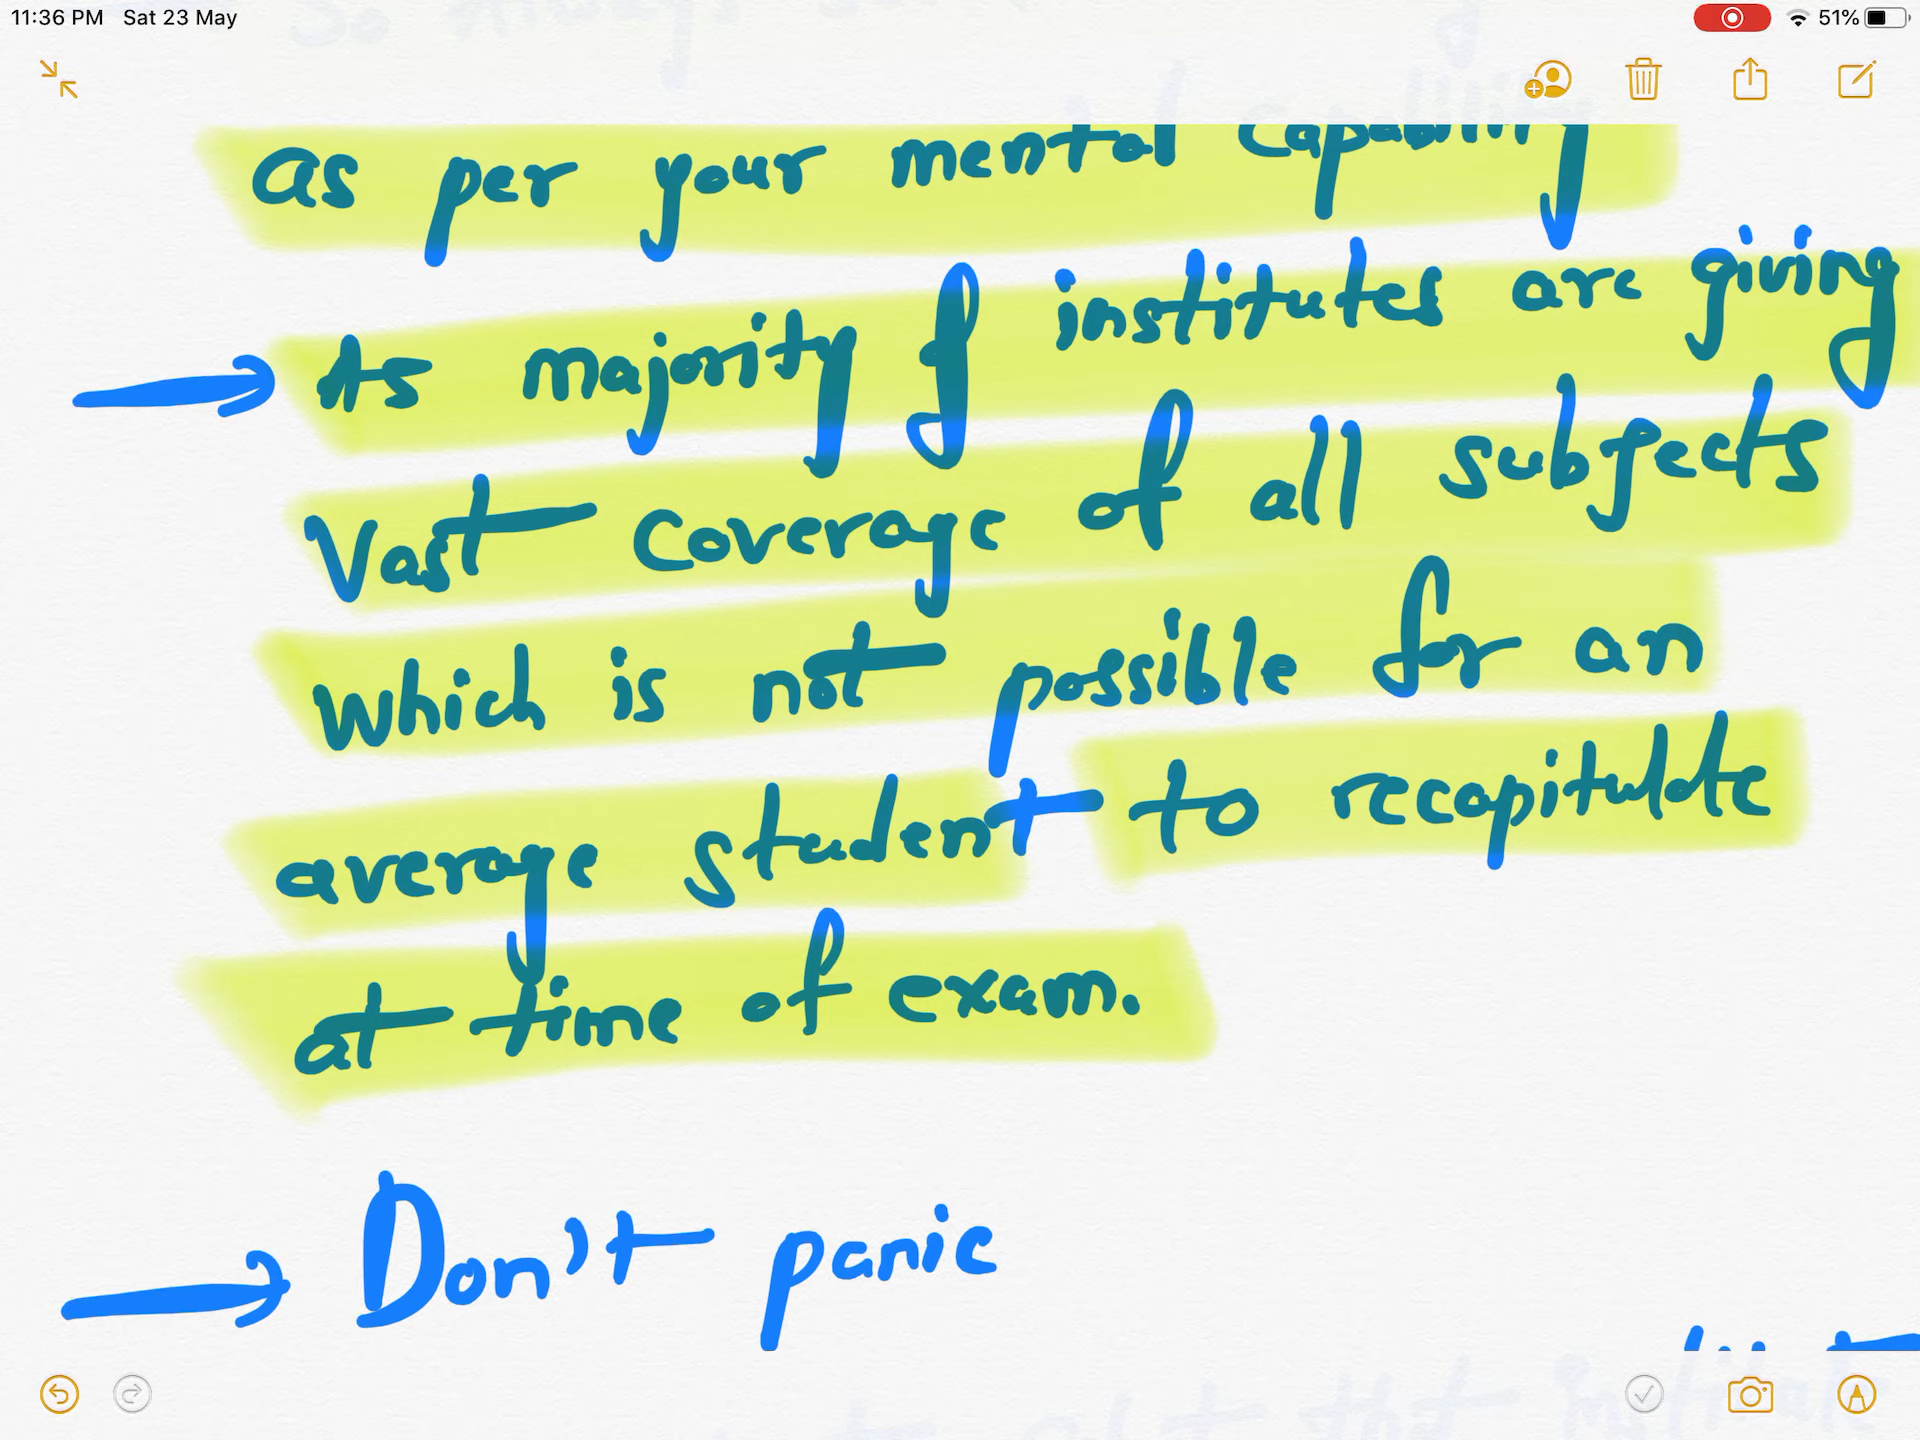 11:36 PM Sat 23 May 51%
as per your mental capability
As majority of institutes are giving
Vast coverage of all subjects
which is not possible for an
average student to recapitulate
at time of exam.
Don't panic